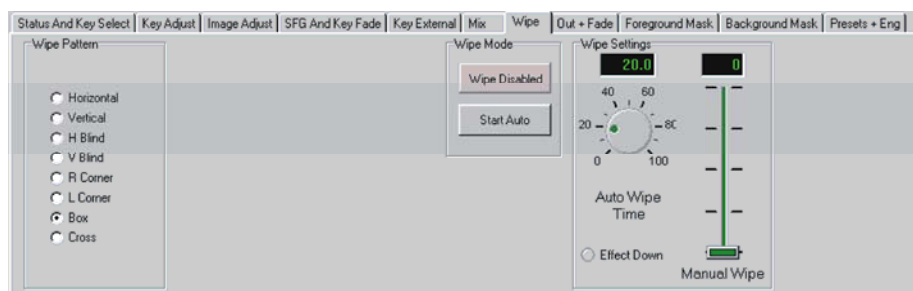 Status And Key Select Key Adjust Image Adjust SFG And Key Fade Key External Mix Wipe Out + Fade Foreground Mask Background Mask Presets + Eng
Wipe Pattern
Horizontal
Vertical
H Blind
V Blind
R Corner
L Corner
Box
Cross
Wipe Mode
Wipe Disabled
Start Auto
Wipe Settings
20.0
0
40 60
20 80
0 100
Auto Wipe
Time
Effect Down
Manual Wipe